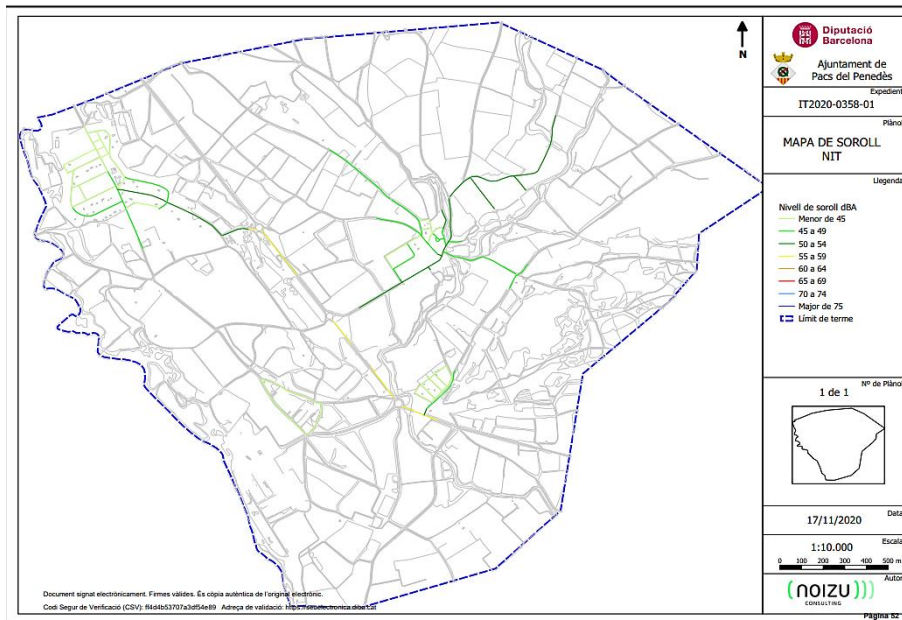 N
Diputació
Barcelona
Ajuntament de
Pacs del Penedès
Expedient
IT2020-0358-01
Plànol
MAPA DE SOROLL
NIT
Llegenda
Nivell de soroll dBA
Menor de 45
45 a 49
50 a 54
55 a 59
60 a 64
65 a 69
70 a 74
Major de 75
Límit de terme
Nº de Plànol
1 de 1
Data
17/11/2020
Escala
1:10.000
0 100 200 300 400 500 m
Autor
NOIZU
CONSULTING
Document signat electrònicament. Firmes vàlides. És còpia autèntica de l'original electrònic.
Codi Segur de Verificació (CSV): ff4d4b53707a3df54e89 Adreça de validació: https://seuelectronica.diba.cat
Pàgina 52